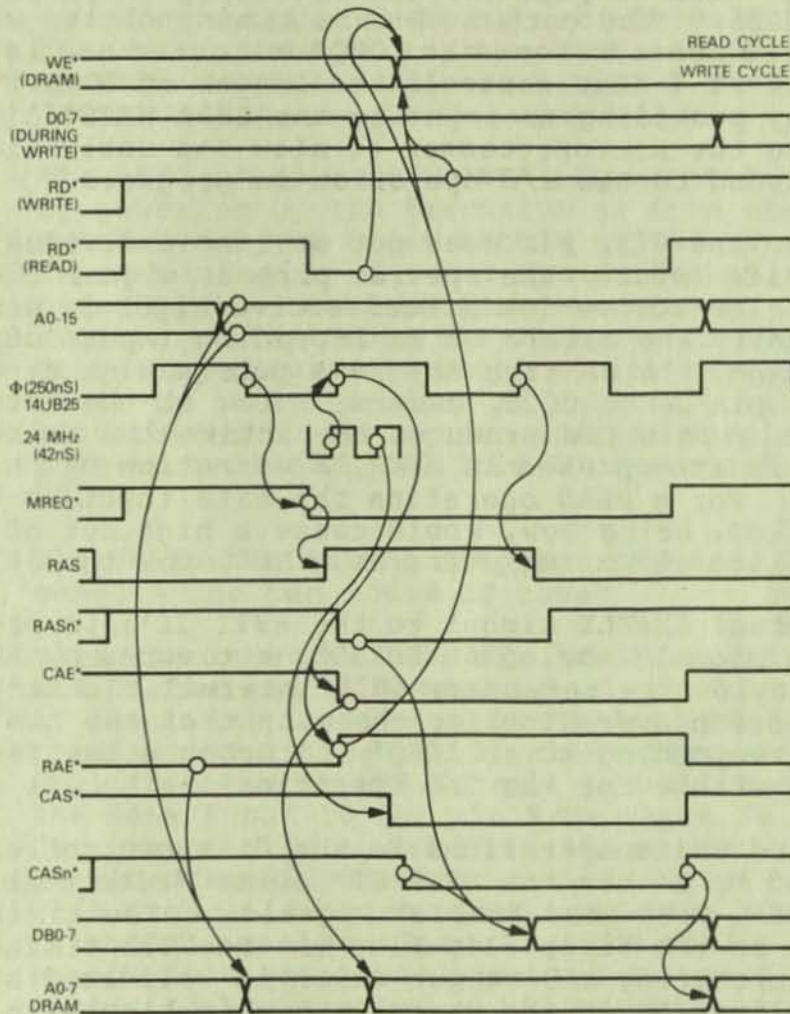 READ CYCLE
WE*
(DRAM)
WRITE CYCLE
D0-7
(DURING
WRITE)
RD*
(WRITE)
RD*
(READ)
A0-15
Φ(250nS)
14UB25
24 MHz
(42nS)
MREQ*
RAS
RASn*
CAE*
RAE*
CAS*
CASn*
DB0-7
A0-7
DRAM